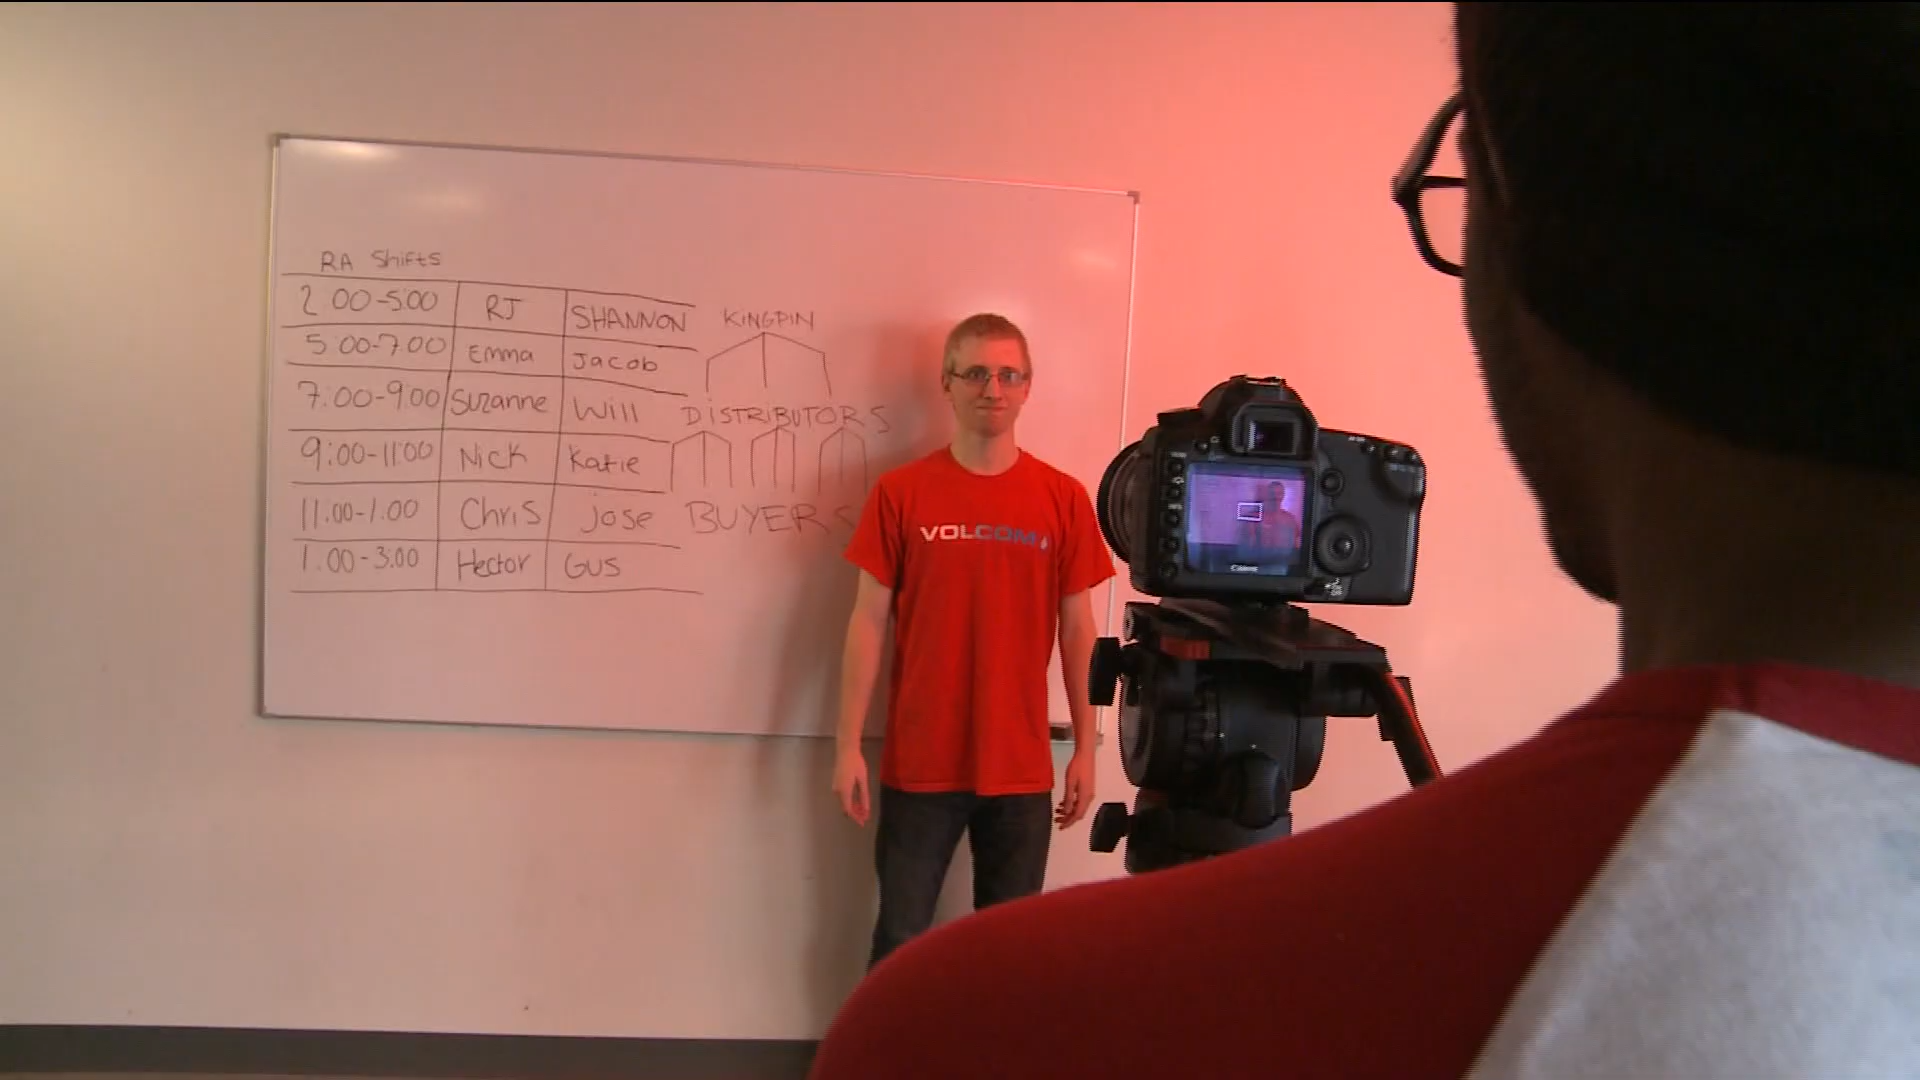 RA Shifts
2:00-5:00 RJ SHANNON
5:00-7:00 Emma Jacob
7:00-9:00 Suzanne Will
9:00-11:00 Nick Katie
11:00-1:00 Chris Jose
1:00-3:00 Hector Gus
KINGPIN
DISTRIBUTORS
BUYERS
VOLCOM
Canon